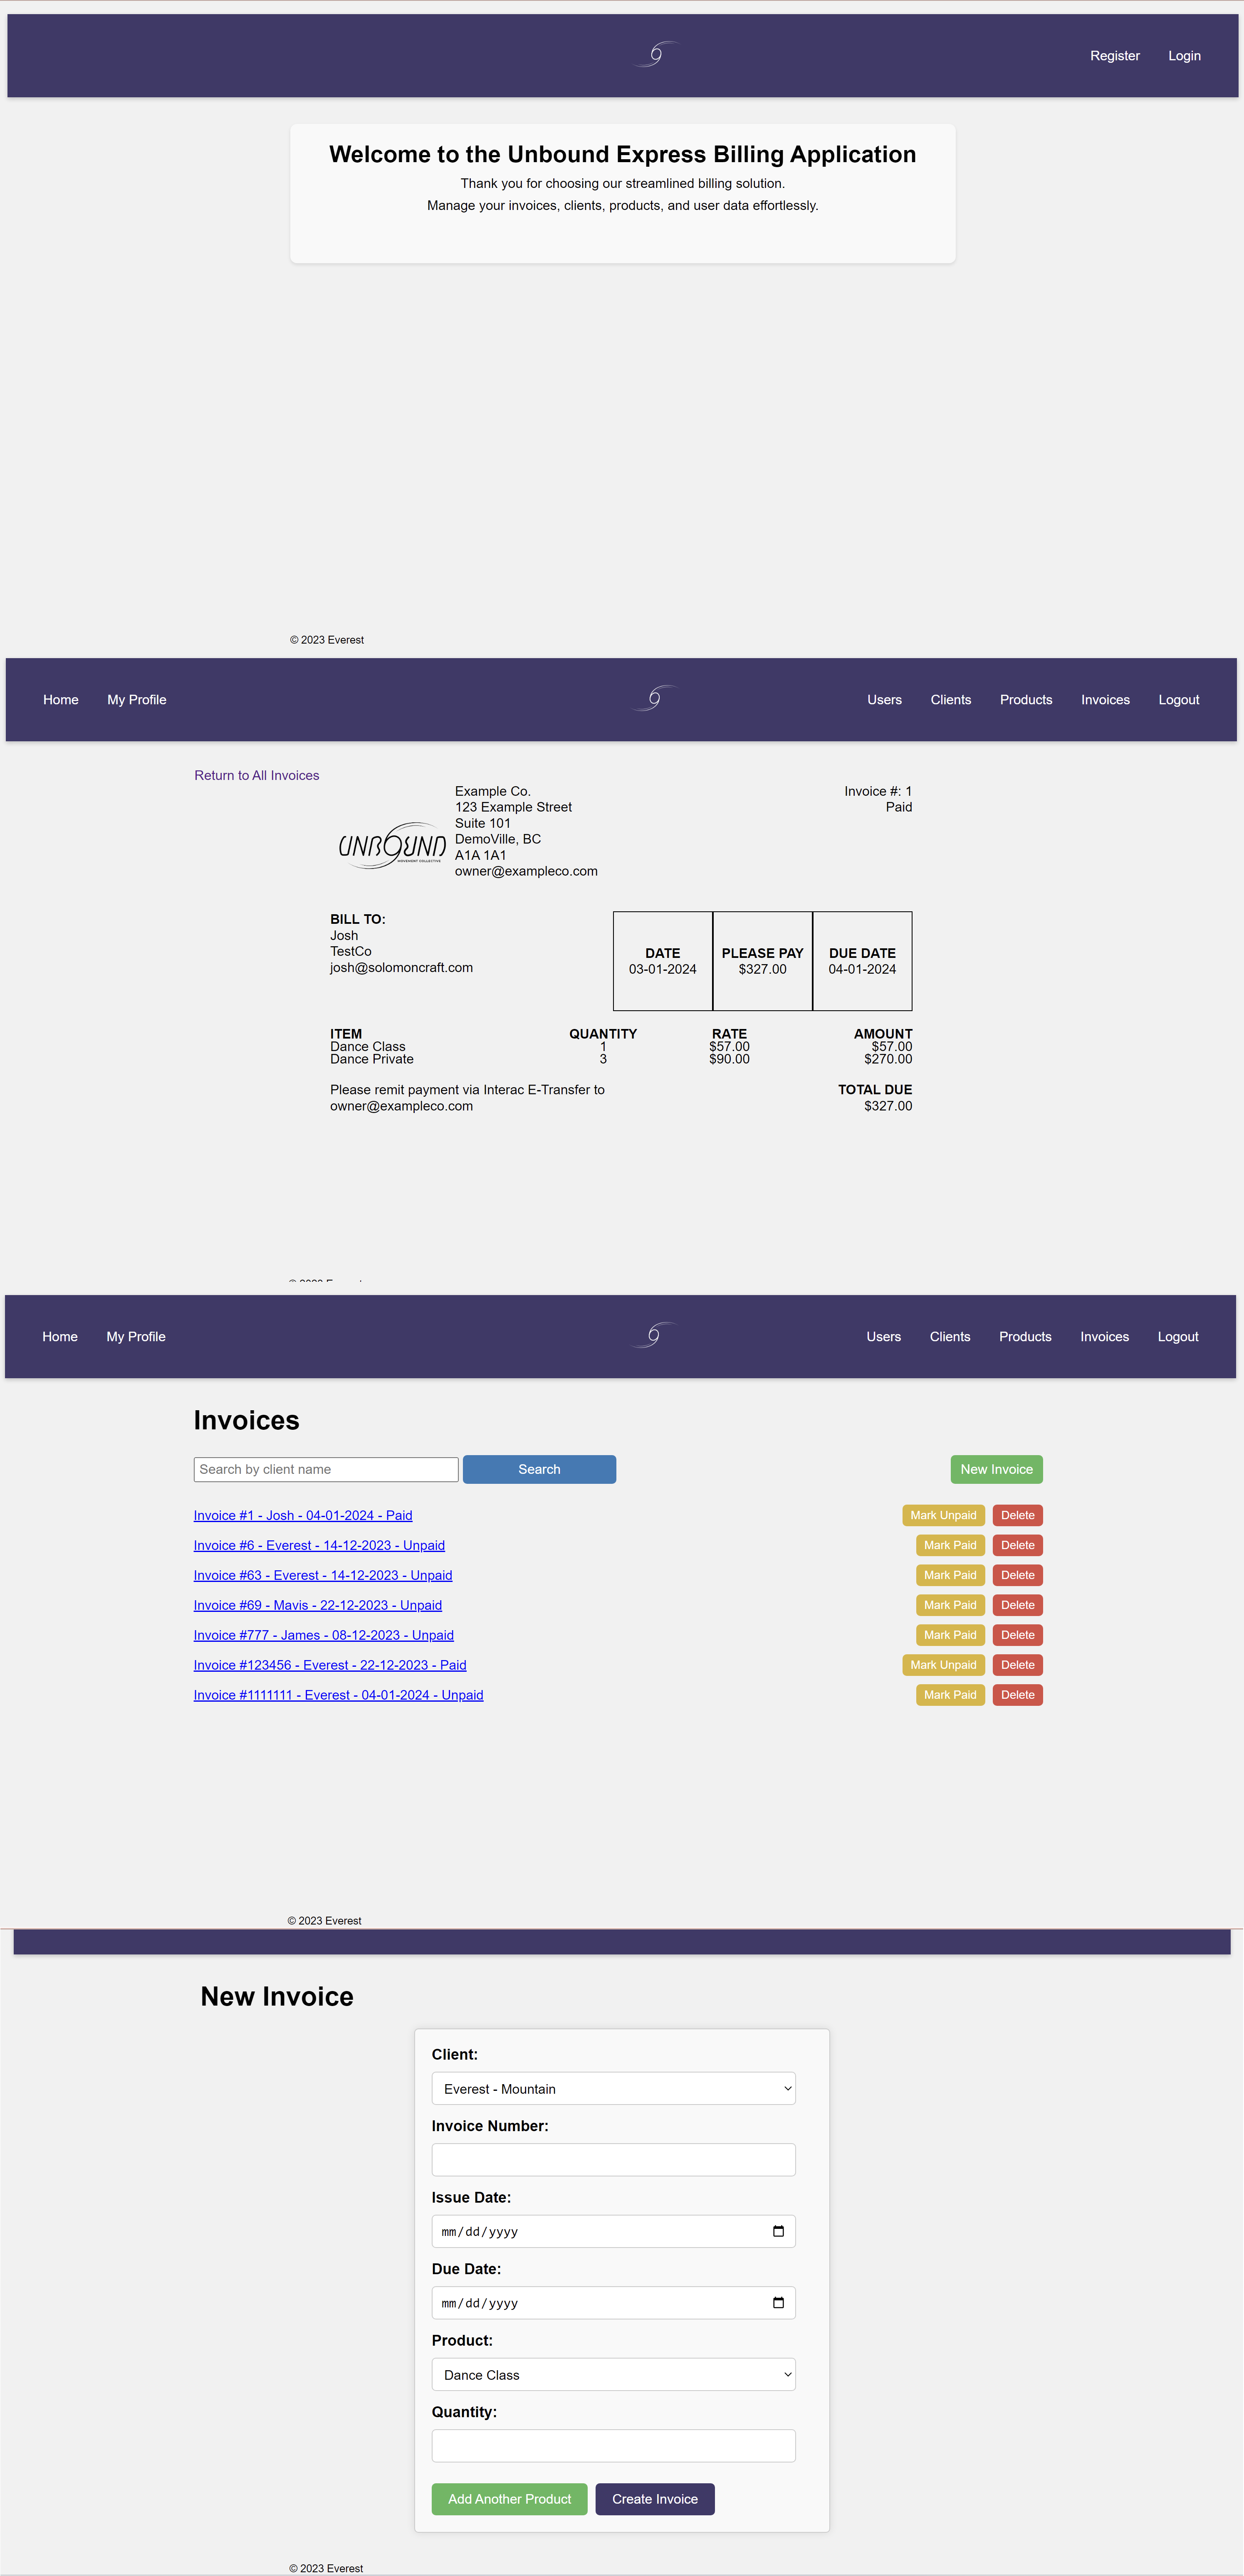 Register Login
Welcome to the Unbound Express Billing Application
Thank you for choosing our streamlined billing solution.
Manage your invoices, clients, products, and user data effortlessly.
© 2023 Everest
Home My Profile Users Clients Products Invoices Logout
Return to All Invoices
Example Co. Invoice #: 1
123 Example Street Paid
Suite 101
DemoVille, BC
A1A 1A1
owner@exampleco.com
UNBOUND
MOVEMENT COLLECTIVE
BILL TO:
Josh
TestCo
josh@solomoncraft.com
DATE PLEASE PAY DUE DATE
03-01-2024 $327.00 04-01-2024
ITEM QUANTITY RATE AMOUNT
Dance Class 1 $57.00 $57.00
Dance Private 3 $90.00 $270.00
Please remit payment via Interac E-Transfer to TOTAL DUE
owner@exampleco.com $327.00
Home My Profile Users Clients Products Invoices Logout
Invoices
Search by client name Search New Invoice
Invoice #1 - Josh - 04-01-2024 - Paid Mark Unpaid Delete
Invoice #6 - Everest - 14-12-2023 - Unpaid Mark Paid Delete
Invoice #63 - Everest - 14-12-2023 - Unpaid Mark Paid Delete
Invoice #69 - Mavis - 22-12-2023 - Unpaid Mark Paid Delete
Invoice #777 - James - 08-12-2023 - Unpaid Mark Paid Delete
Invoice #123456 - Everest - 22-12-2023 - Paid Mark Unpaid Delete
Invoice #1111111 - Everest - 04-01-2024 - Unpaid Mark Paid Delete
© 2023 Everest
New Invoice
Client:
Everest - Mountain
Invoice Number:
Issue Date:
mm/dd/yyyy
Due Date:
mm/dd/yyyy
Product:
Dance Class
Quantity:
Add Another Product Create Invoice
© 2023 Everest